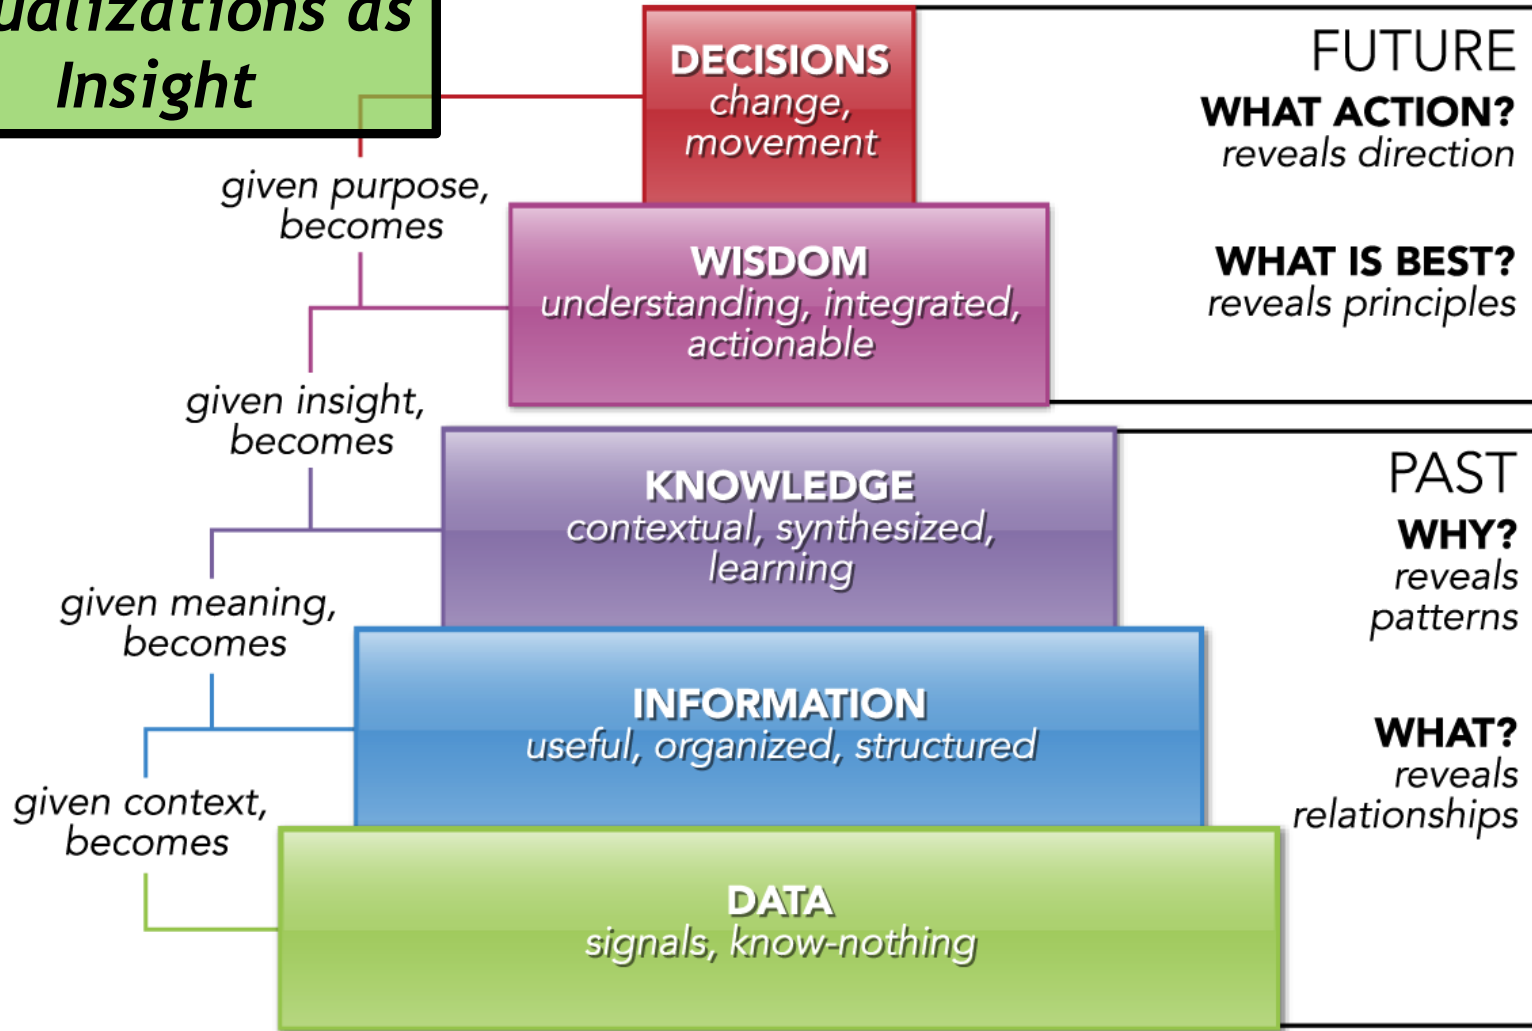 Insight
DECISIONS
change,
movement
FUTURE
WHAT ACTION?
reveals direction
given purpose,
becomes
WISDOM
understanding, integrated,
actionable
WHAT IS BEST?
reveals principles
given insight,
becomes
KNOWLEDGE
contextual, synthesized,
learning
PAST
WHY?
reveals
patterns
given meaning,
becomes
INFORMATION
useful, organized, structured
WHAT?
reveals
relationships
given context,
becomes
DATA
signals, know-nothing